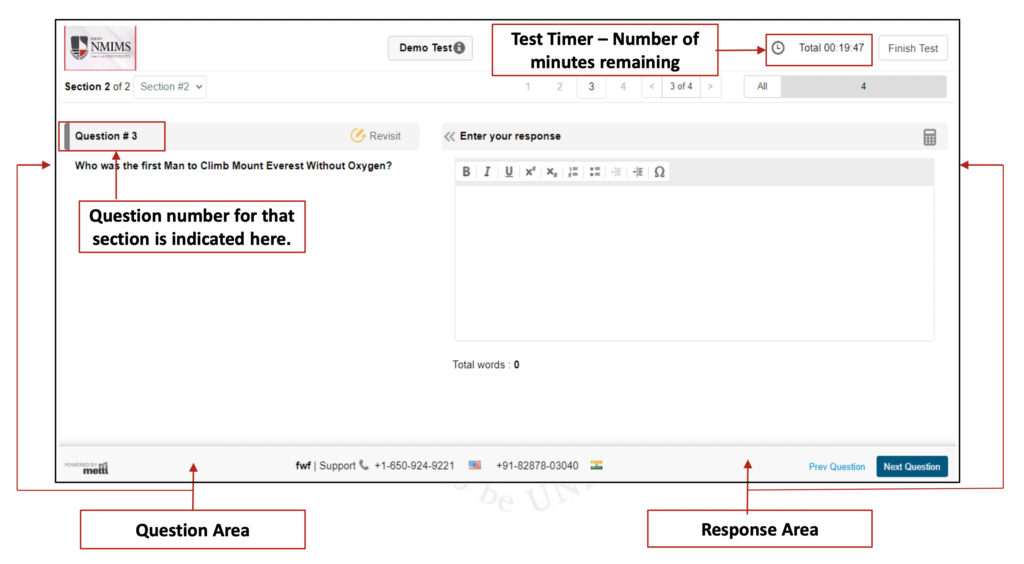 NMIMS
Demo Test
Test Timer – Number of
minutes remaining
Total 00:19:47
Finish Test
Section 2 of 2 Section #2
1 2 3 4 < 3 of 4 >
All 4
Question # 3
Revisit
Enter your response
Who was the first Man to Climb Mount Everest Without Oxygen?
B I U x² x₂ Ω
Question number for that
section is indicated here.
Total words : 0
POWERED BY
mettl
fwf | Support +1-650-924-9221 +91-82878-03040
Prev Question
Next Question
be UNI
Question Area
Response Area